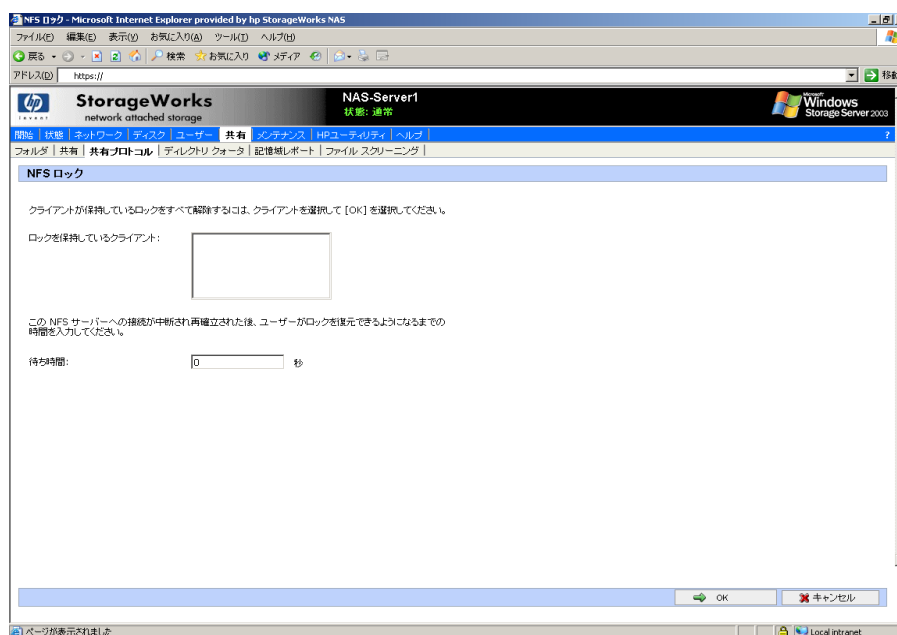 NFS ロック - Microsoft Internet Explorer provided by hp StorageWorks NAS
ファイル(F) 編集(E) 表示(V) お気に入り(A) ツール(T) ヘルプ(H)
戻る 検索 お気に入り メディア
アドレス(D) https:// 移動
hp invent
StorageWorks
network attached storage
NAS-Server1
状態: 通常
Microsoft
Windows
Storage Server 2003
開始 状態 ネットワーク ディスク ユーザー 共有 メンテナンス HPユーティリティ ヘルプ ?
フォルダ 共有 共有プロトコル ディレクトリ クォータ 記憶域レポート ファイル スクリーニング
NFS ロック
クライアントが保持しているロックをすべて解除するには、クライアントを選択して [OK] を選択してください。
ロックを保持しているクライアント:
この NFS サーバーへの接続が中断され再確立された後、ユーザーがロックを復元できるようになるまでの
時間を入力してください。
待ち時間: 0 秒
OK キャンセル
ページが表示されました Local intranet